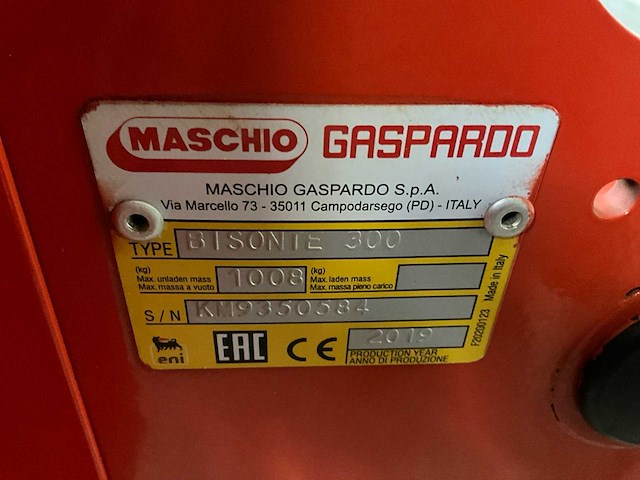 MASCHIO GASPARDO
MASCHIO GASPARDO S.p.A.
Via Marcello 73 - 35011 Campodarsego (PD) - ITALY
TYPE BISONTE 300
(kg)
Max. unladen mass
Max. massa a vuoto
1008
(kg)
Max. laden mass
Max. massa pieno carico
S/N KM9350584
eni
EAC CE
2019
PRODUCTION YEAR
ANNO DI PRODUZIONE
F20200123 Made in Italy